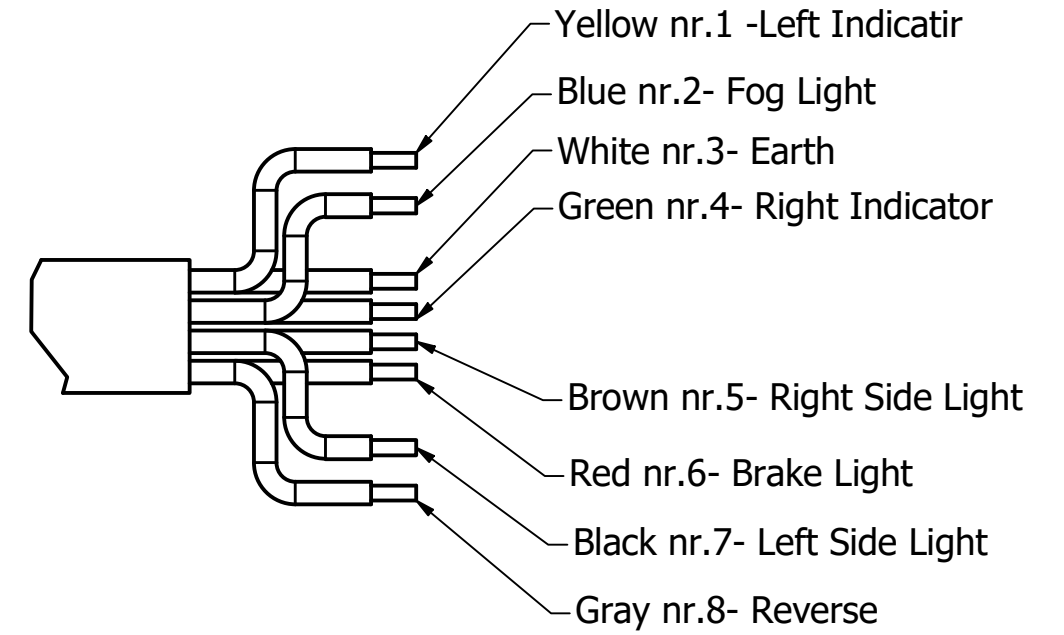 Yellow nr.1 -Left Indicatir
Blue nr.2- Fog Light
White nr.3- Earth
Green nr.4- Right Indicator
Brown nr.5- Right Side Light
Red nr.6- Brake Light
Black nr.7- Left Side Light
Gray nr.8- Reverse